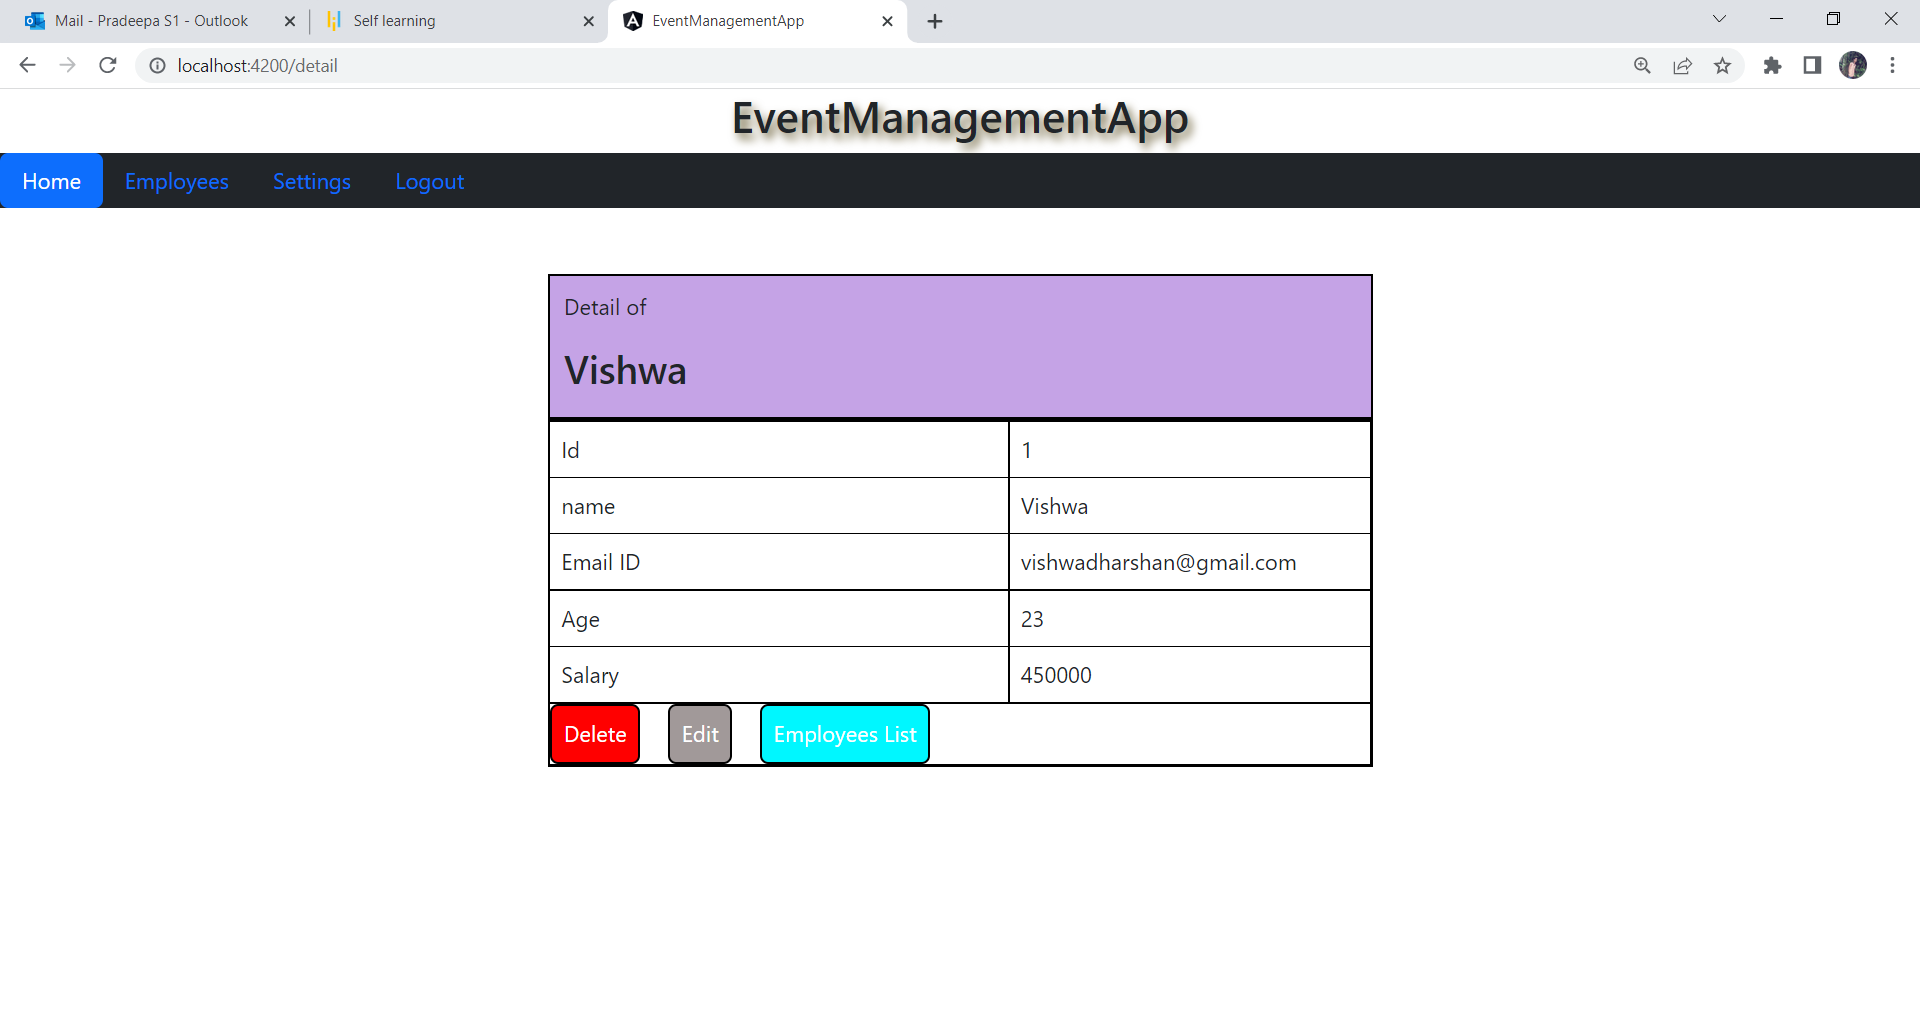 Mail - Pradeepa S1 - Outlook Self learning EventManagementApp
localhost:4200/detail
EventManagementApp
Home Employees Settings Logout
Detail of
Vishwa
Id 1
name Vishwa
Email ID vishwadharshan@gmail.com
Age 23
Salary 450000
Delete Edit Employees List